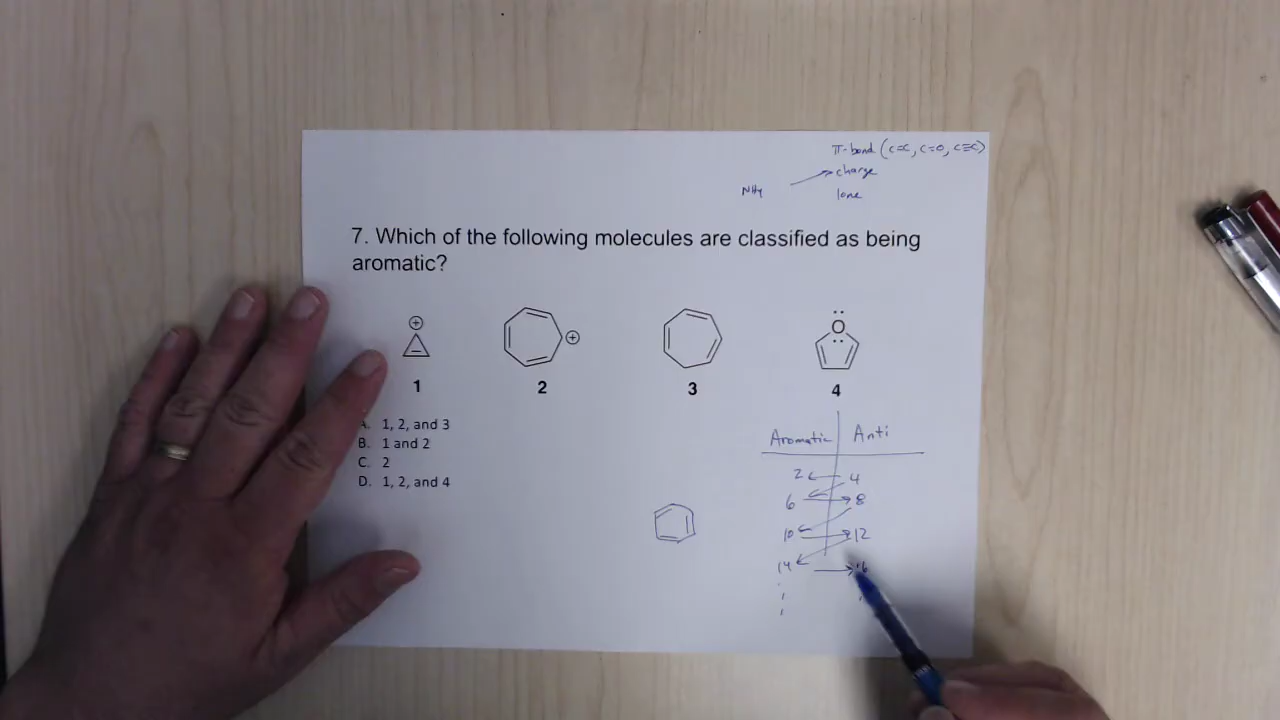 π-bond (C=C, C=O, C≡C)
charge
NH4
lone
7. Which of the following molecules are classified as being
aromatic?
O
1 2 3 4
A. 1, 2, and 3
B. 1 and 2
C. 2
D. 1, 2, and 4
Aromatic Anti
2 4
6 8
10 12
14 16